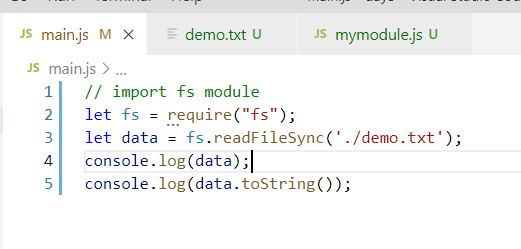 JS main.js M ×
demo.txt U
JS mymodule.js U
JS main.js > ...
1 // import fs module
2 let fs = require("fs");
3 let data = fs.readFileSync('./demo.txt');
4 console.log(data);
5 console.log(data.toString());